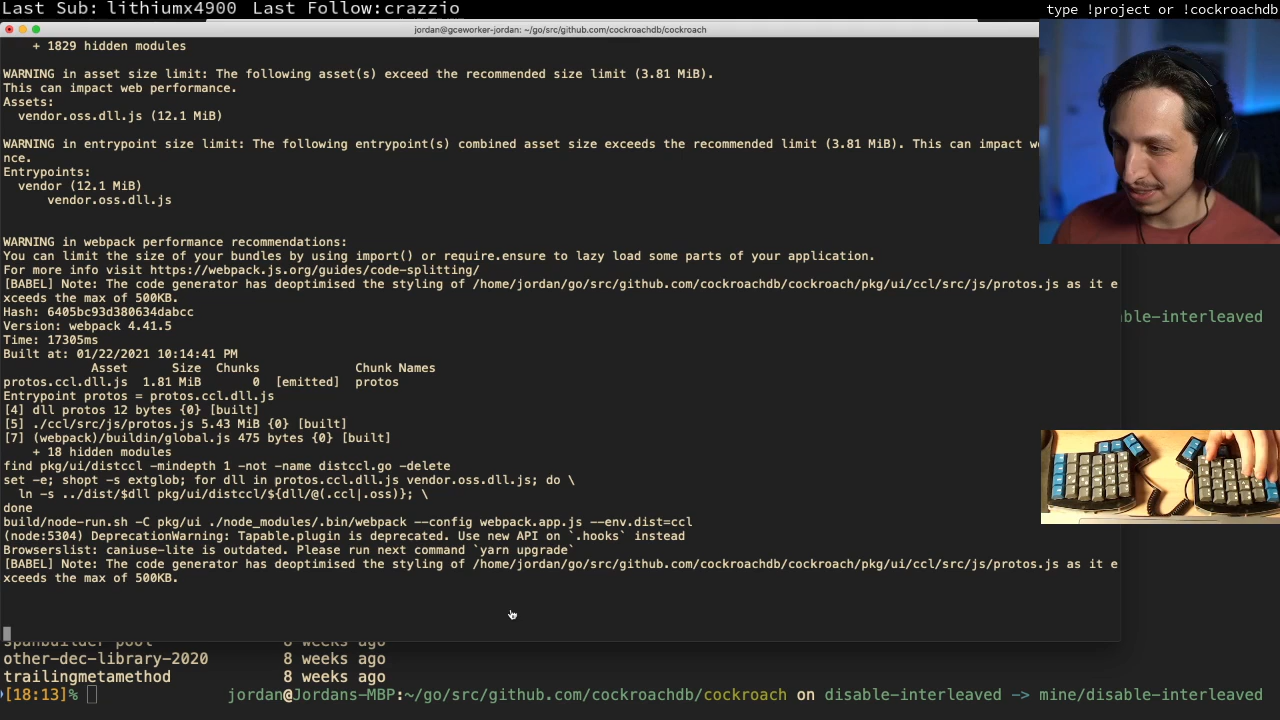 Last Sub: lithiumx4900  Last Follow:crazzio
type !project or !cockroachdb
jordan@gceworker-jordan: ~/go/src/github.com/cockroachdb/cockroach
+ 1829 hidden modules
WARNING in asset size limit: The following asset(s) exceed the recommended size limit (3.81 MiB).
This can impact web performance.
Assets:
vendor.oss.dll.js (12.1 MiB)
WARNING in entrypoint size limit: The following entrypoint(s) combined asset size exceeds the recommended limit (3.81 MiB). This can impact
nce.
Entrypoints:
vendor (12.1 MiB)
vendor.oss.dll.js
WARNING in webpack performance recommendations:
You can limit the size of your bundles by using import() or require.ensure to lazy load some parts of your application.
For more info visit https://webpack.js.org/guides/code-splitting/
[BABEL] Note: The code generator has deoptimised the styling of /home/jordan/go/src/github.com/cockroachdb/cockroach/pkg/ui/ccl/src/js/protos.js as it e
xceeds the max of 500KB.
Hash: 6405bc93d380634dabcc
able-interleaved
Version: webpack 4.41.5
Time: 17305ms
Built at: 01/22/2021 10:14:41 PM
Asset      Size  Chunks             Chunk Names
protos.ccl.dll.js  1.81 MiB       0  [emitted]  protos
Entrypoint protos = protos.ccl.dll.js
[4] dll protos 12 bytes {0} [built]
[5] ./ccl/src/js/protos.js 5.43 MiB {0} [built]
[7] (webpack)/buildin/global.js 475 bytes {0} [built]
+ 18 hidden modules
find pkg/ui/distccl -mindepth 1 -not -name distccl.go -delete
set -e; shopt -s extglob; for dll in protos.ccl.dll.js vendor.oss.dll.js; do \
ln -s ../dist/$dll pkg/ui/distccl/${dll/@(.ccl|.oss)}; \
done
build/node-run.sh -C pkg/ui ./node_modules/.bin/webpack --config webpack.app.js --env.dist=ccl
(node:5304) DeprecationWarning: Tapable.plugin is deprecated. Use new API on `.hooks` instead
Browserslist: caniuse-lite is outdated. Please run next command `yarn upgrade`
[BABEL] Note: The code generator has deoptimised the styling of /home/jordan/go/src/github.com/cockroachdb/cockroach/pkg/ui/ccl/src/js/protos.js as it e
xceeds the max of 500KB.
spanbuilder-pool 8 weeks ago
other-dec-library-2020 8 weeks ago
trailingmetamethod 8 weeks ago
[18:13]% jordan@Jordans-MBP:~/go/src/github.com/cockroachdb/cockroach on disable-interleaved -> mine/disable-interleaved